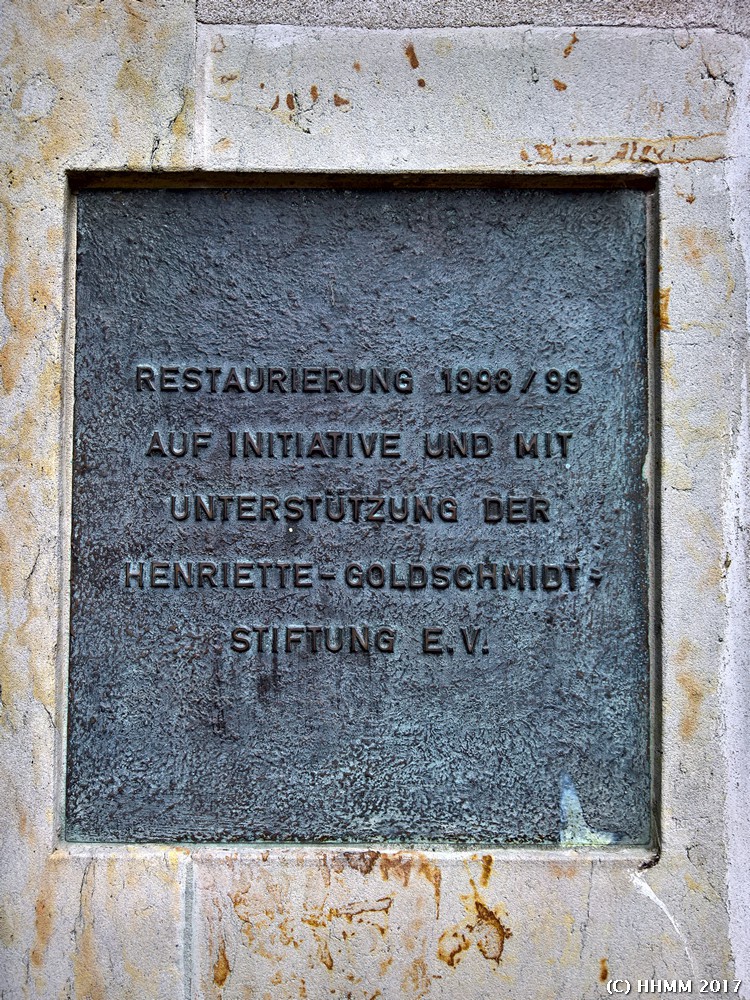 RESTAURIERUNG 1998/99
AUF INITIATIVE UND MIT
UNTERSTÜTZUNG DER
HENRIETTE-GOLDSCHMIDT-
STIFTUNG E.V.
(C) HHMM 2017